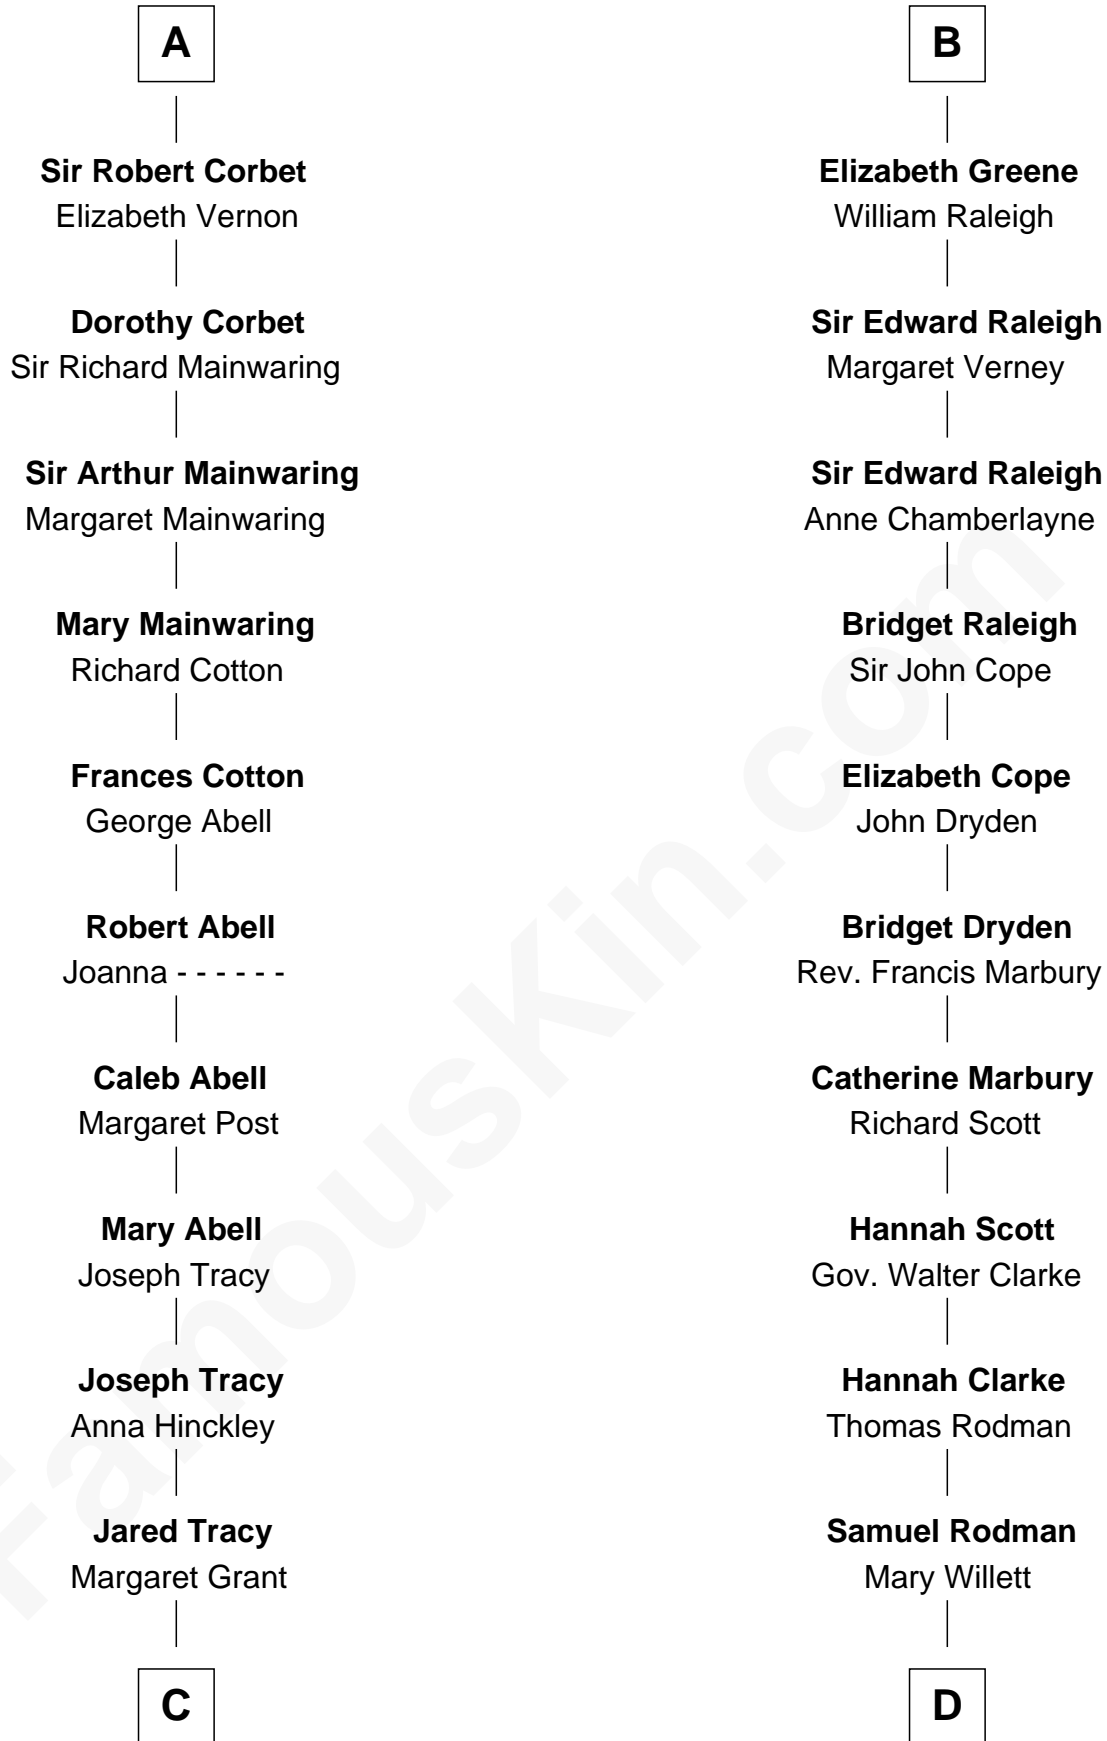 A
Sir Robert Corbet
Elizabeth Vernon
Dorothy Corbet
Sir Richard Mainwaring
Sir Arthur Mainwaring
Margaret Mainwaring
Mary Mainwaring
Richard Cotton
Frances Cotton
George Abell
Robert Abell
Joanna - - - - - -
Caleb Abell
Margaret Post
Mary Abell
Joseph Tracy
Joseph Tracy
Anna Hinckley
Jared Tracy
Margaret Grant
C
B
Elizabeth Greene
William Raleigh
Sir Edward Raleigh
Margaret Verney
Sir Edward Raleigh
Anne Chamberlayne
Bridget Raleigh
Sir John Cope
Elizabeth Cope
John Dryden
Bridget Dryden
Rev. Francis Marbury
Catherine Marbury
Richard Scott
Hannah Scott
Gov. Walter Clarke
Hannah Clarke
Thomas Rodman
Samuel Rodman
Mary Willett
D
FamousKin.com